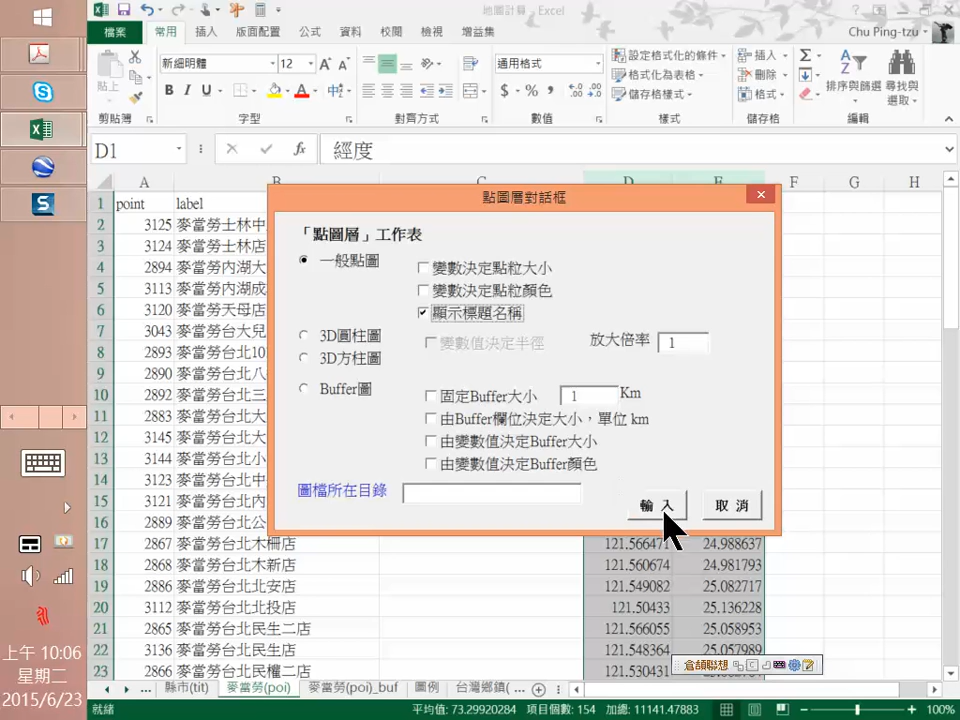 地圖計算 - Excel
檔案 常用 插入 版面配置 公式 資料 校閱 檢視 增益集
Chu Ping-tzu
貼上
新細明體 12
B I U
通用格式
$ % ,
設定格式化的條件
格式化為表格
儲存格樣式
插入
刪除
格式
排序與篩選 尋找與
選取
剪貼簿 字型 對齊方式 數值 樣式 儲存格 編輯
D1 fx 經度
A B C D E F G H
1 point label
2 3125 麥當勞士林中
3 3124 麥當勞士林店
4 2894 麥當勞內湖大
5 3113 麥當勞內湖成
6 3120 麥當勞天母店
7 3043 麥當勞台大兒
8 2893 麥當勞台北10
9 2890 麥當勞台北八
10 2892 麥當勞台北三
11 2883 麥當勞台北大
12 3145 麥當勞台北大
13 3144 麥當勞台北小
14 3123 麥當勞台北中
15 3121 麥當勞台北內
16 2889 麥當勞台北公
17 2867 麥當勞台北木柵店 121.566471 24.988637
18 2868 麥當勞台北木新店 121.560674 24.981793
19 2886 麥當勞台北北安店 121.549082 25.082717
20 3112 麥當勞台北北投店 121.50433 25.136228
21 2865 麥當勞台北民生二店 121.566055 25.058953
22 3136 麥當勞台北民生店 121.548364 25.057989
23 2866 麥當勞台北民權二店 121.530431
點圖層對話框
「點圖層」工作表
一般點圖
變數決定點粒大小
變數決定點粒顏色
顯示標題名稱
3D圓柱圖
變數值決定半徑
放大倍率 1
3D方柱圖
Buffer圖
固定Buffer大小 1 Km
由Buffer欄位決定大小，單位 km
由變數值決定Buffer大小
由變數值決定Buffer顏色
圖檔所在目錄
輸 入 取 消
倉頡聯想
... 縣市(tit) 麥當勞(poi) 麥當勞(poi)_buf 圖例 台灣鄉鎮( ...
就緒 平均值: 73.29920284 項目個數: 154 加總: 11141.47883 100%
上午 10:06
星期二
2015/6/23